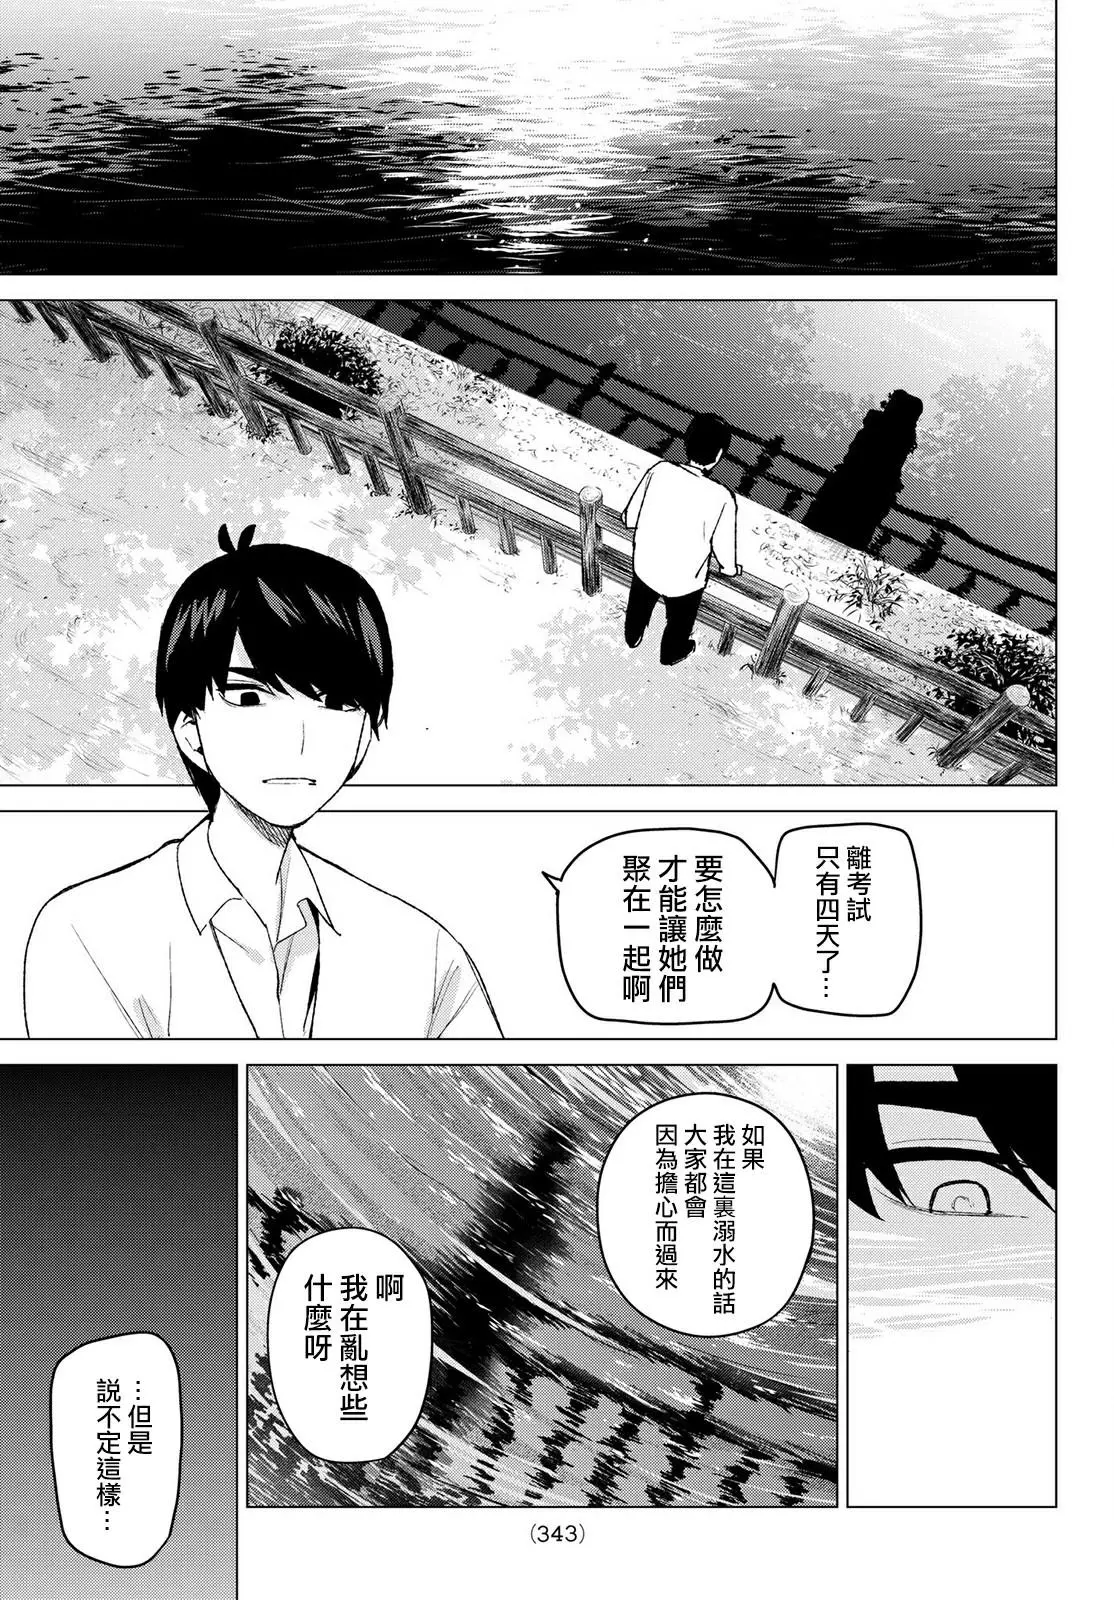 離考試
只有四天了…
要怎麼做
才能讓她們
聚在一起啊
如果
我在這裏溺水的話
大家都會
因為擔心而過來
啊
我在亂想些
什麼呀
…但是
說不定這樣…
(343)